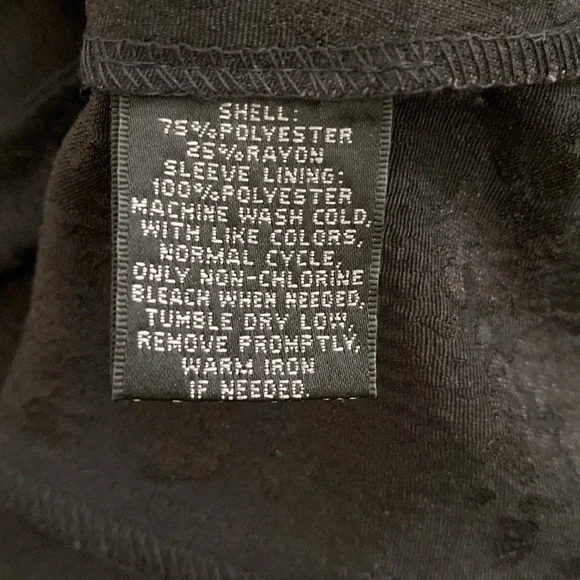 SHELL:
75%POLYESTER
25%RAYON
SLEEVE LINING:
100%POLYESTER
MACHINE WASH COLD,
WITH LIKE COLORS,
NORMAL CYCLE,
ONLY NON-CHLORINE
BLEACH WHEN NEEDED,
TUMBLE DRY LOW,
REMOVE PROMPTLY,
WARM IRON
IF NEEDED.